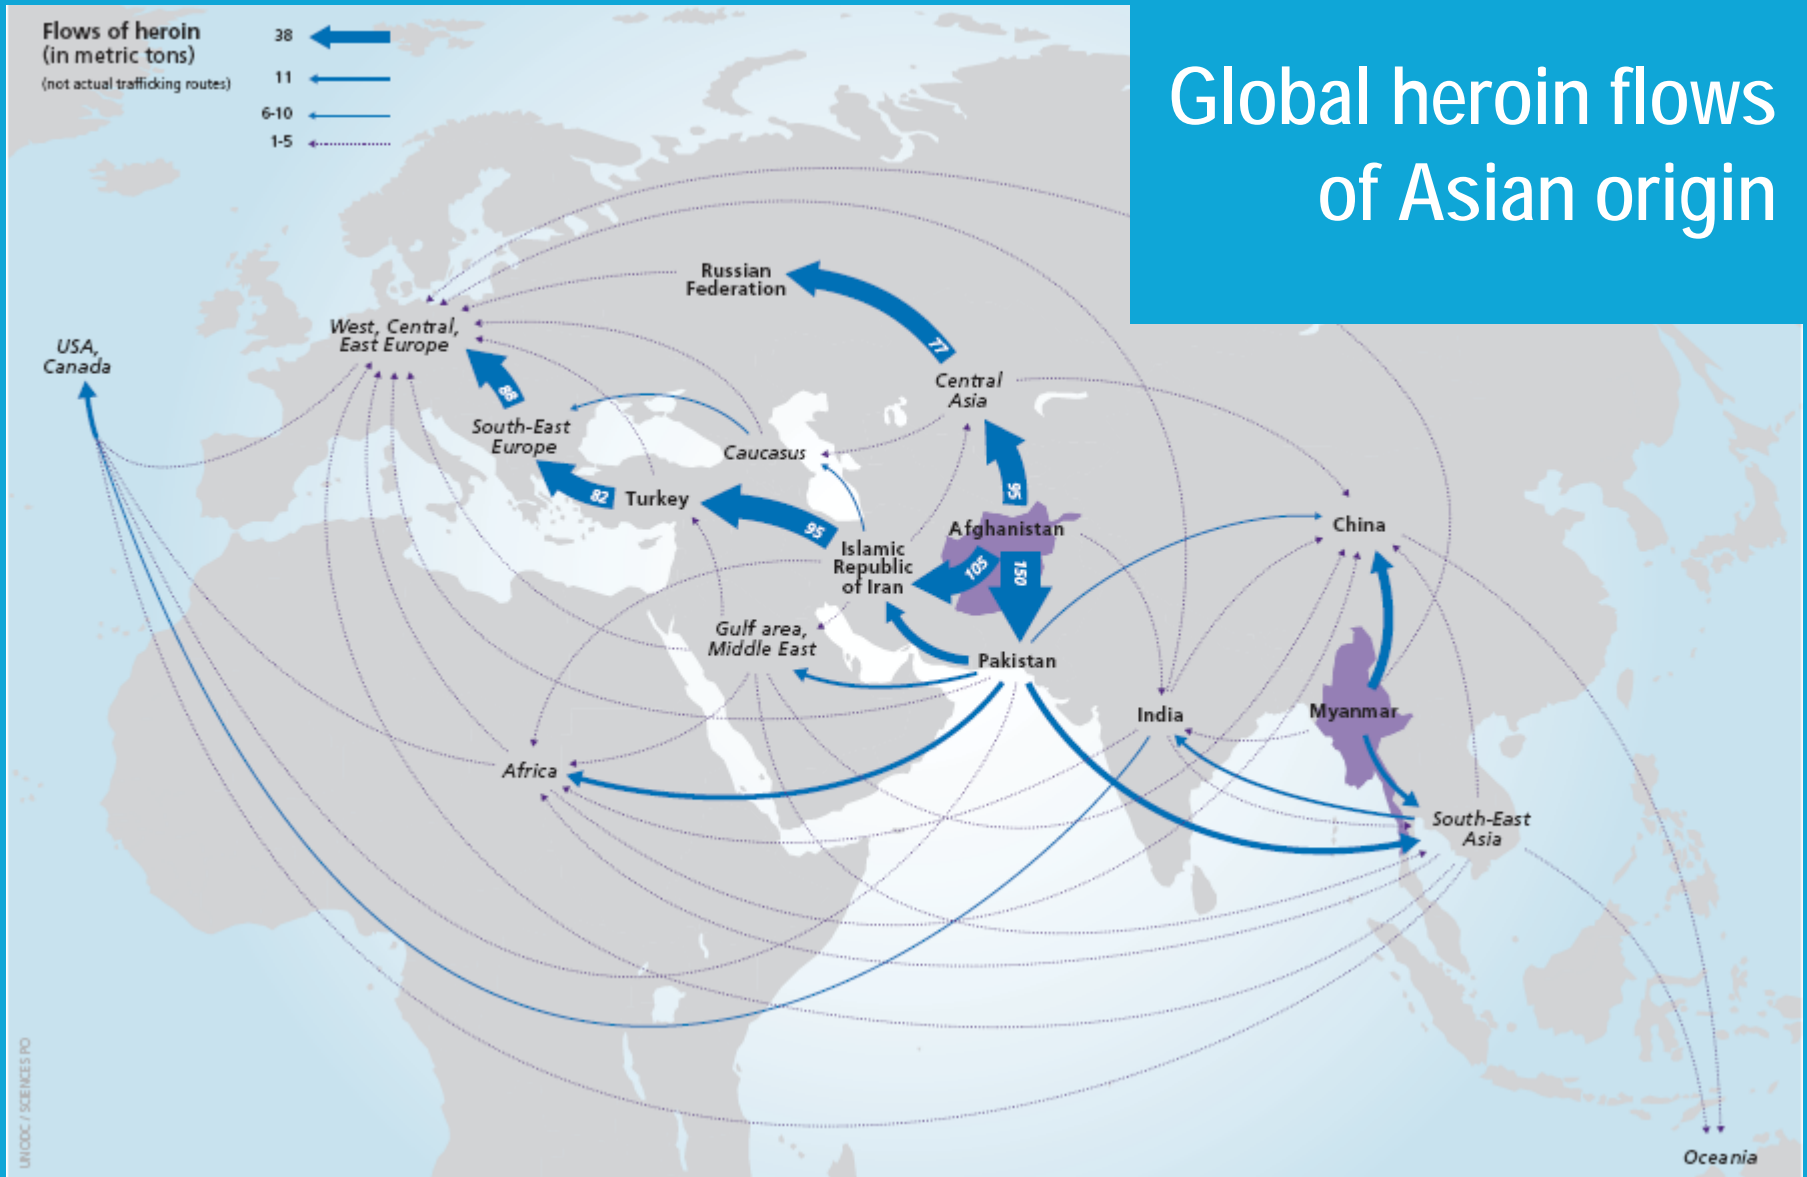 Flows of heroin
(in metric tons)
(not actual trafficking routes)
38
11
6-10
1-5
Global heroin flows
of Asian origin
Russian
Federation
77
West, Central,
East Europe
USA,
Canada
88
Central
Asia
South-East
Europe
Caucasus
82
Turkey
95
95
Afghanistan
Islamic
Republic
of Iran
105
150
China
Gulf area,
Middle East
Pakistan
India
Myanmar
Africa
South-East
Asia
Oceania
UNODC / SCIENCES PO